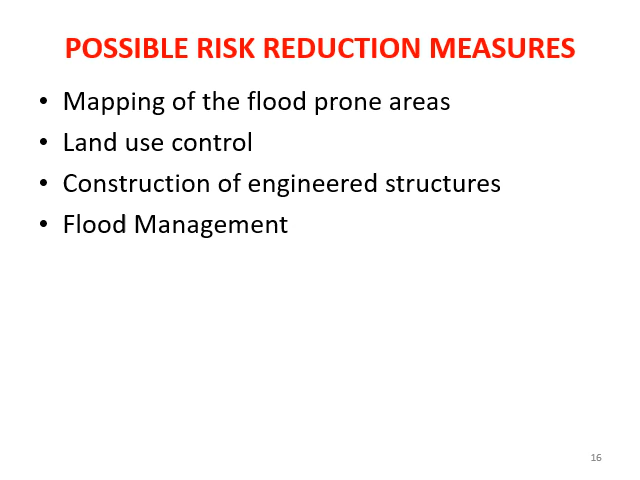 POSSIBLE RISK REDUCTION MEASURES
• Mapping of the flood prone areas
• Land use control
• Construction of engineered structures
• Flood Management
16